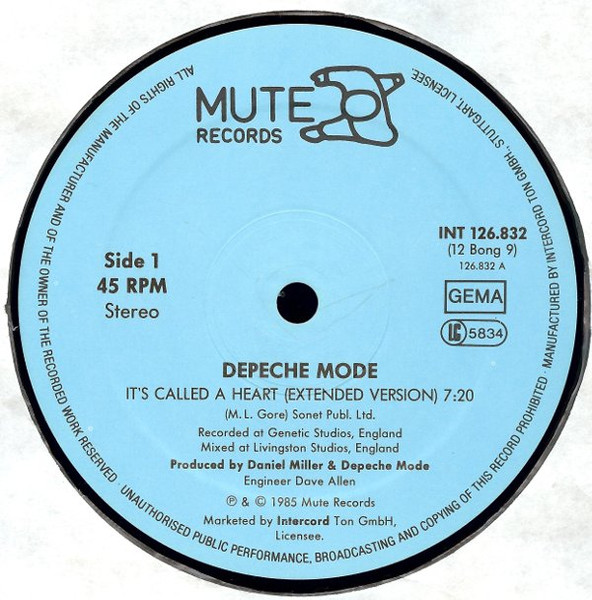 MUTE
RECORDS
Side 1
45 RPM
Stereo
INT 126.832
(12 Bong 9)
126.832 A
GEMA
LC 5834
DEPECHE MODE
IT'S CALLED A HEART (EXTENDED VERSION) 7:20
(M. L. Gore) Sonet Publ. Ltd.
Recorded at Genetic Studios, England
Mixed at Livingston Studios, England
Produced by Daniel Miller & Depeche Mode
Engineer Dave Allen
℗ & © 1985 Mute Records
Marketed by Intercord Ton GmbH,
Licensee.
ALL RIGHTS OF THE MANUFACTURER AND OF THE OWNER OF THE RECORDED WORK RESERVED · UNAUTHORISED PUBLIC PERFORMANCE, BROADCASTING AND COPYING OF THIS RECORD PROHIBITED · MANUFACTURED BY INTERCORD TON GMBH., STUTTGART, LICENSEE.